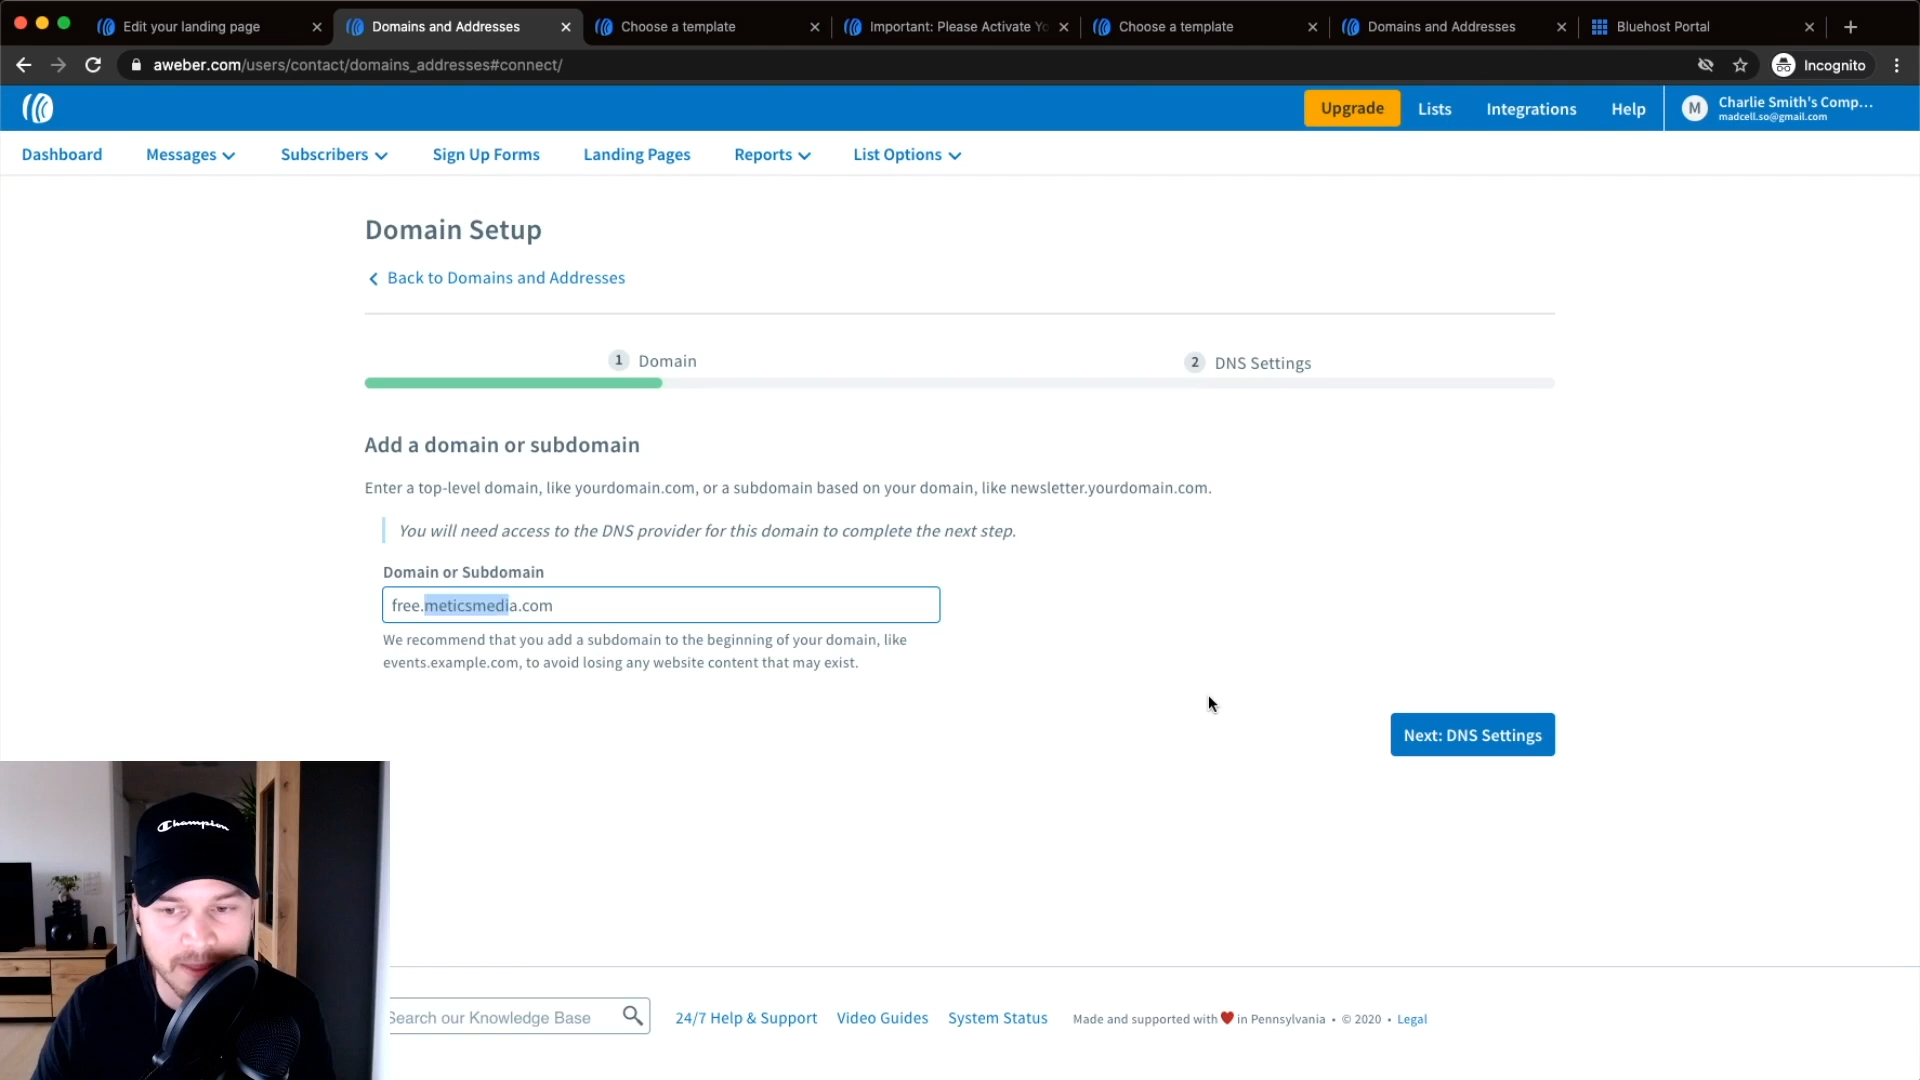 Edit your landing page
Domains and Addresses
Choose a template
Important: Please Activate Yo
Choose a template
Domains and Addresses
Bluehost Portal
aweber.com/users/contact/domains_addresses#connect/
Incognito
Upgrade
Lists
Integrations
Help
M
Charlie Smith's Comp...
madcell.so@gmail.com
Dashboard
Messages
Subscribers
Sign Up Forms
Landing Pages
Reports
List Options
Domain Setup
Back to Domains and Addresses
1 Domain
2 DNS Settings
Add a domain or subdomain
Enter a top-level domain, like yourdomain.com, or a subdomain based on your domain, like newsletter.yourdomain.com.
You will need access to the DNS provider for this domain to complete the next step.
Domain or Subdomain
free.meticsmedia.com
We recommend that you add a subdomain to the beginning of your domain, like
events.example.com, to avoid losing any website content that may exist.
Next: DNS Settings
Champion
Search our Knowledge Base
24/7 Help & Support
Video Guides
System Status
Made and supported with ❤ in Pennsylvania • © 2020 • Legal